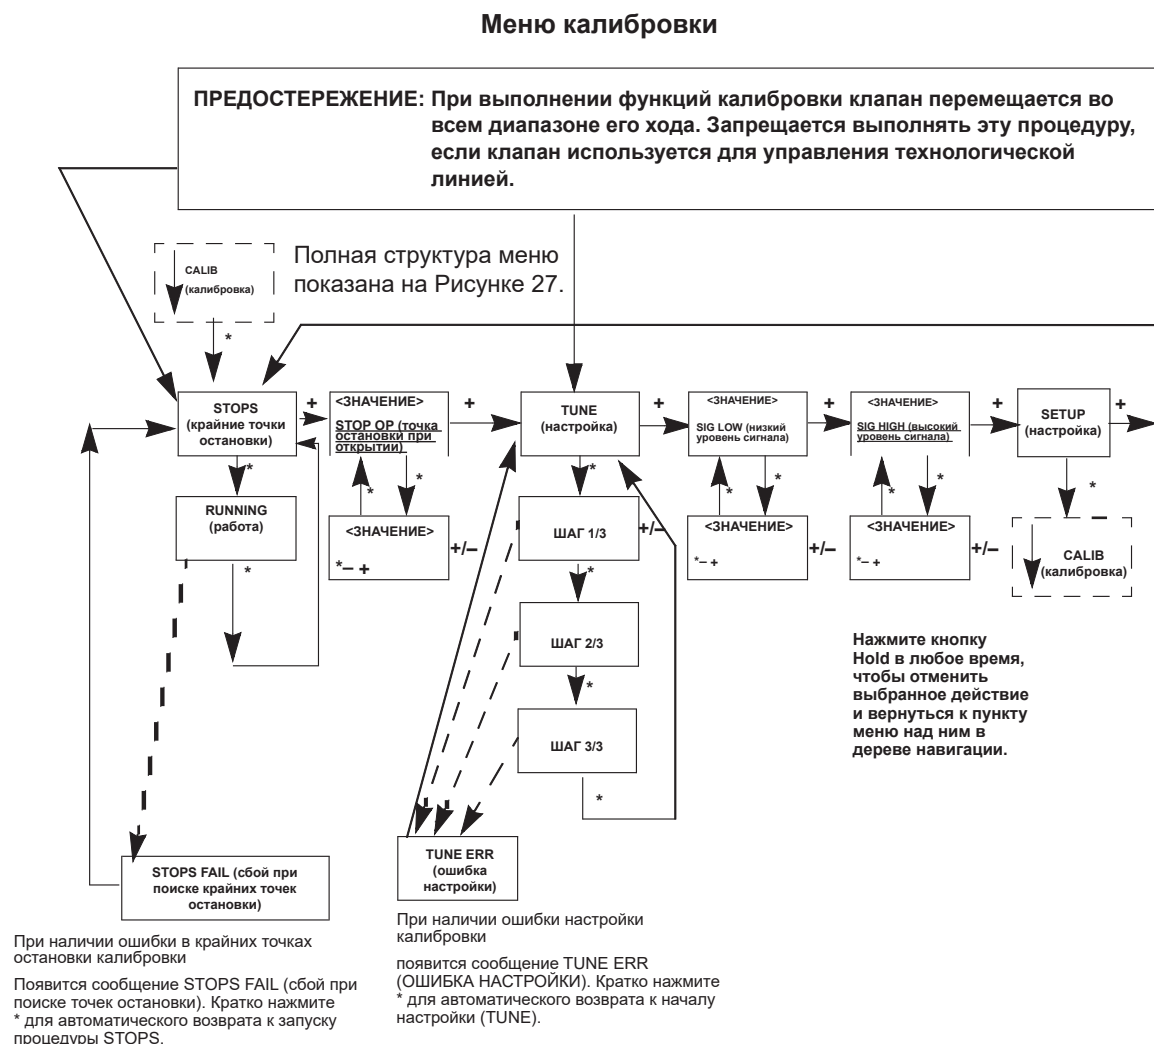 Меню калибровки
ПРЕДОСТЕРЕЖЕНИЕ: При выполнении функций калибровки клапан перемещается во
всем диапазоне его хода. Запрещается выполнять эту процедуру,
если клапан используется для управления технологической
линией.
CALIB
(калибровка)
*
Полная структура меню
показана на Рисунке 27.
STOPS
(крайние точки
остановки)
+
<ЗНАЧЕНИЕ>
STOP OP (точка
остановки при
открытии)
+
TUNE
(настройка)
+
<ЗНАЧЕНИЕ>
SIG LOW (низкий
уровень сигнала)
+
<ЗНАЧЕНИЕ>
SIG HIGH (высокий
уровень сигнала)
+
SETUP
(настройка)
+
*
RUNNING
(работа)
*
*
*
<ЗНАЧЕНИЕ>
*– +
+/–
*
ШАГ 1/3
+/–
*
ШАГ 2/3
*
ШАГ 3/3
*
*
*
<ЗНАЧЕНИЕ>
*– +
+/–
*
*
<ЗНАЧЕНИЕ>
*– +
+/–
*
–
CALIB
(калибровка)
Нажмите кнопку
Hold в любое время,
чтобы отменить
выбранное действие
и вернуться к пункту
меню над ним в
дереве навигации.
STOPS FAIL (сбой при
поиске крайних точек
остановки)
При наличии ошибки в крайних точках
остановки калибровки
Появится сообщение STOPS FAIL (сбой при
поиске точек остановки). Кратко нажмите
* для автоматического возврата к запуску
процедуры STOPS.
TUNE ERR
(ошибка
настройки)
При наличии ошибки настройки
калибровки
появится сообщение TUNE ERR
(ОШИБКА НАСТРОЙКИ). Кратко нажмите
* для автоматического возврата к началу
настройки (TUNE).